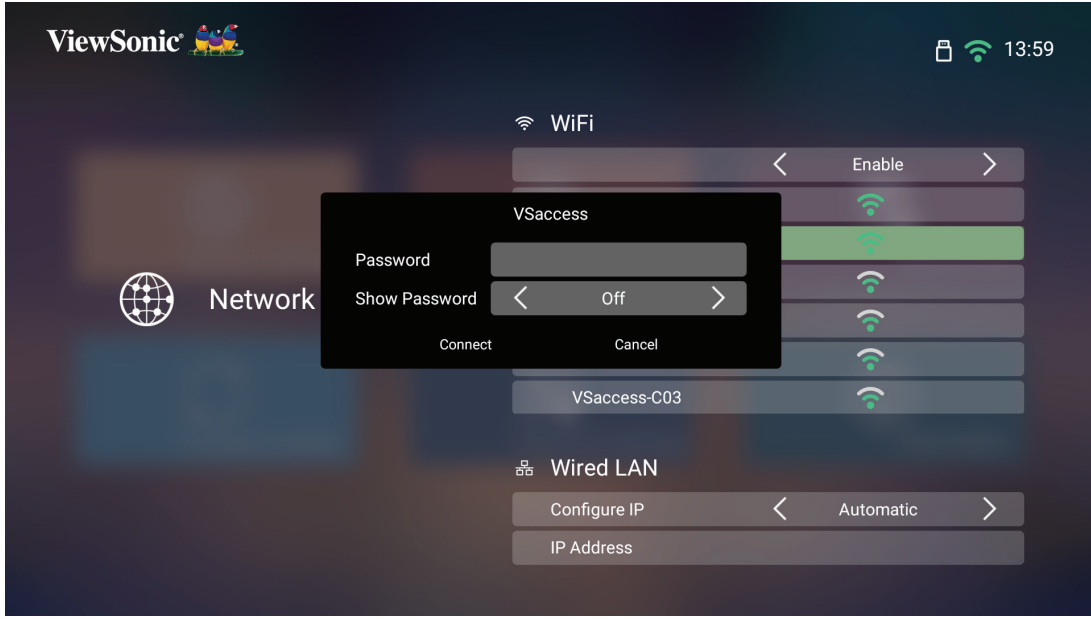 ViewSonic®
13:59
WiFi
Enable
VSaccess
Password
Show Password Off
Connect Cancel
Network
VSaccess-C03
Wired LAN
Configure IP Automatic
IP Address